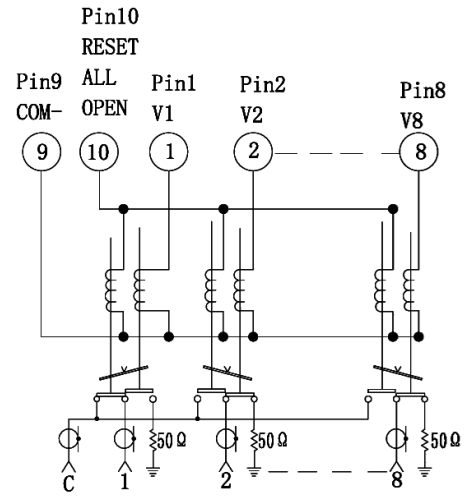 Pin10
RESET
ALL
OPEN
Pin9
COM-
Pin1
V1
Pin2
V2
Pin8
V8
9
10
1
2
8
50Ω
50Ω
50Ω
C
1
2
8